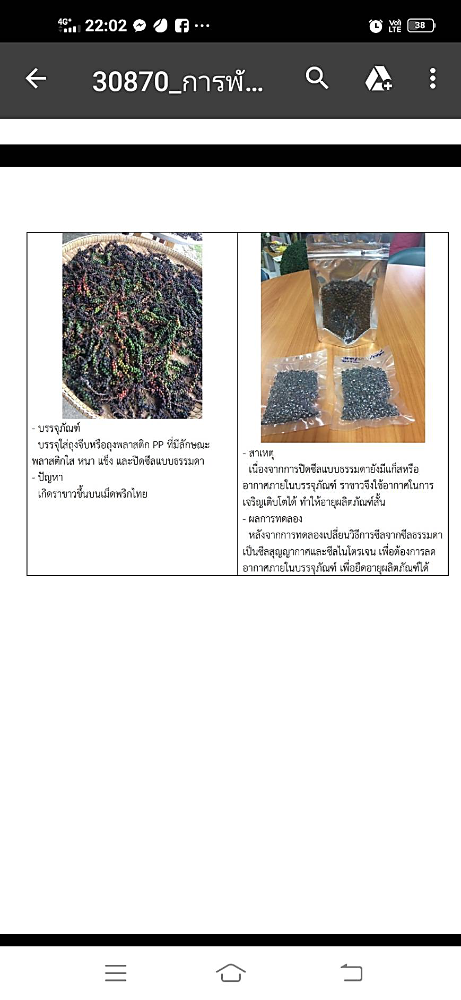 4G+ 22:02 Vo)) LTE 38
30870_การพั...
- บรรจุภัณฑ์
บรรจุใส่ถุงจีบหรือถุงพลาสติก PP ที่มีลักษณะ
พลาสติกใส หนา แข็ง และปิดซีลแบบธรรมดา
- ปัญหา
เกิดราขาวขึ้นบนเม็ดพริกไทย
- สาเหตุ
เนื่องจากการปิดซีลแบบธรรมดายังมีแก็สหรือ
อากาศภายในบรรจุภัณฑ์ ราขาวจึงใช้อากาศในการ
เจริญเติบโตได้ ทำให้อายุผลิตภัณฑ์สั้น
- ผลการทดลอง
หลังจากการทดลองเปลี่ยนวิธีการซีลจากซีลธรรมดา
เป็นซีลสุญญากาศและซีลไนโตรเจน เพื่อต้องการลด
อากาศภายในบรรจุภัณฑ์ เพื่อยืดอายุผลิตภัณฑ์ได้